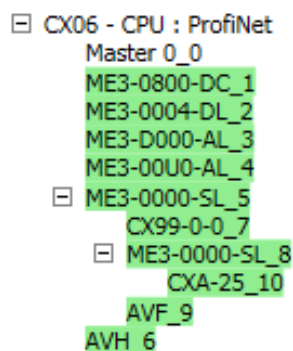 CX06 - CPU : ProfiNet
Master 0_0
ME3-0800-DC_1
ME3-0004-DL_2
ME3-D000-AL_3
ME3-00U0-AL_4
ME3-0000-SL_5
CX99-0-0_7
ME3-0000-SL_8
CXA-25_10
AVF_9
AVH_6